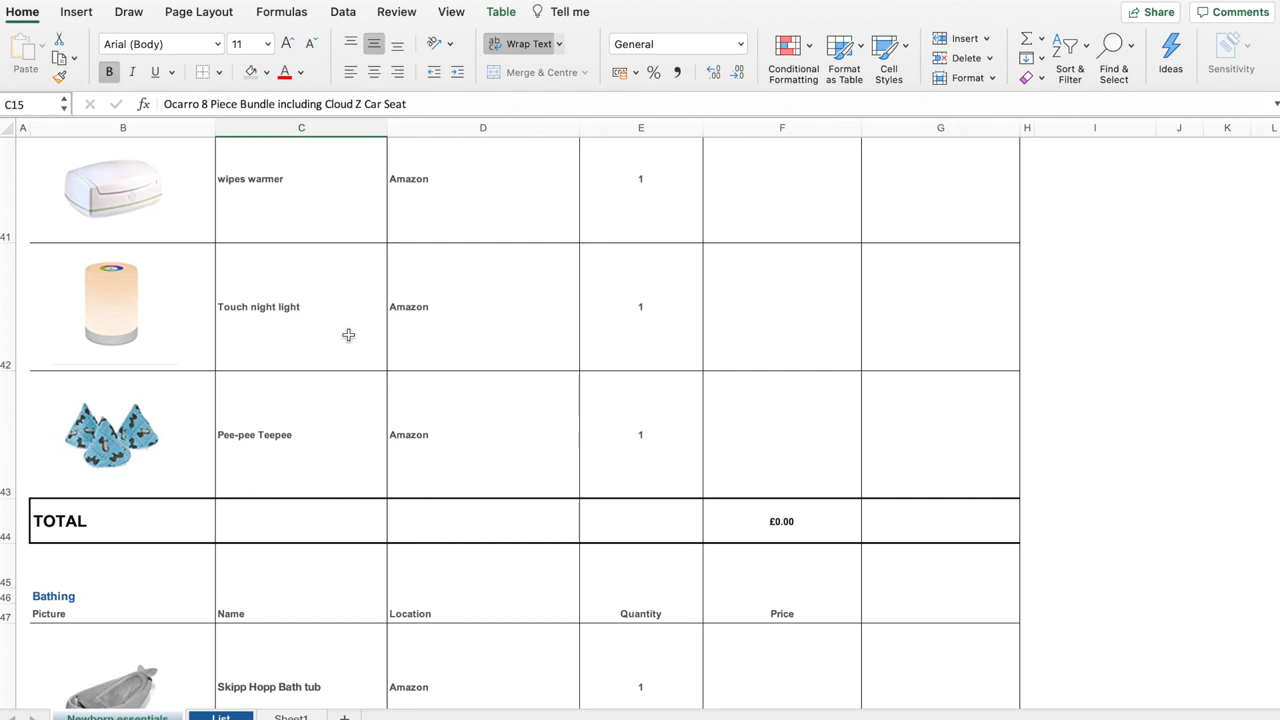 Home Insert Draw Page Layout Formulas Data Review View Table Tell me Share Comments
Paste Arial (Body) 11 A A Wrap Text General Insert Delete Format
B I U A Merge & Centre % Conditional Formatting Format as Table Cell Styles Sort & Filter Find & Select Ideas Sensitivity
C15 fx Ocarro 8 Piece Bundle including Cloud Z Car Seat
A B C D E F G H I J K L
wipes warmer Amazon 1
41
Touch night light Amazon 1
42
Pee-pee Teepee Amazon 1
43
TOTAL £0.00
44
45
46 Bathing
47 Picture Name Location Quantity Price
Skipp Hopp Bath tub Amazon 1
Newborn essentials List Sheet1 +